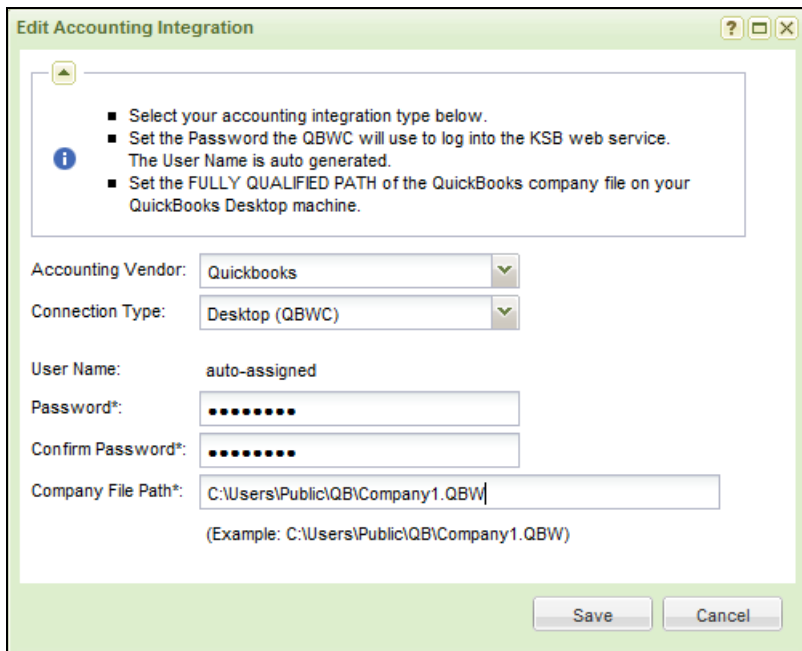 Edit Accounting Integration
Select your accounting integration type below.
Set the Password the QBWC will use to log into the KSB web service.
The User Name is auto generated.
Set the FULLY QUALIFIED PATH of the QuickBooks company file on your
QuickBooks Desktop machine.
Accounting Vendor: Quickbooks
Connection Type: Desktop (QBWC)
User Name: auto-assigned
Password*: ••••••••
Confirm Password*: ••••••••
Company File Path*: C:\Users\Public\QB\Company1.QBW
(Example: C:\Users\Public\QB\Company1.QBW)
Save Cancel